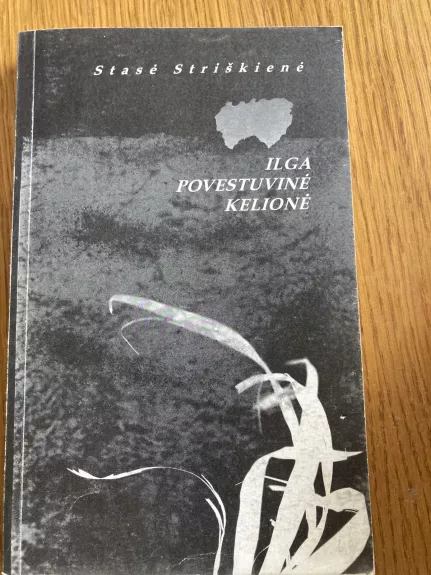 Stasė Striškienė
ILGA
POVESTUVINĖ
KELIONĖ